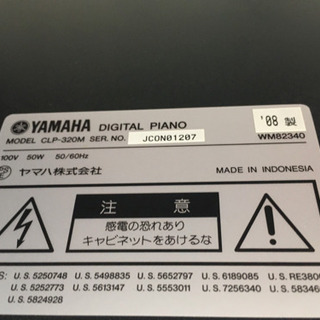 YAMAHA DIGITAL PIANO
'08 製
MODEL CLP-320M SER. NO. JCON01207 WM82340
100V 50W 50/60Hz
ヤマハ株式会社 MADE IN INDONESIA
注 意
感電の恐れあり
キャビネットをあけるな
S: U.S. 5250748 U.S. 5498835 U.S. 5652797 U.S. 6189085 U.S. RE3809
U.S. 5252773 U.S. 5613147 U.S. 5553011 U.S. 7256340 U.S. 583466
U.S. 5824928